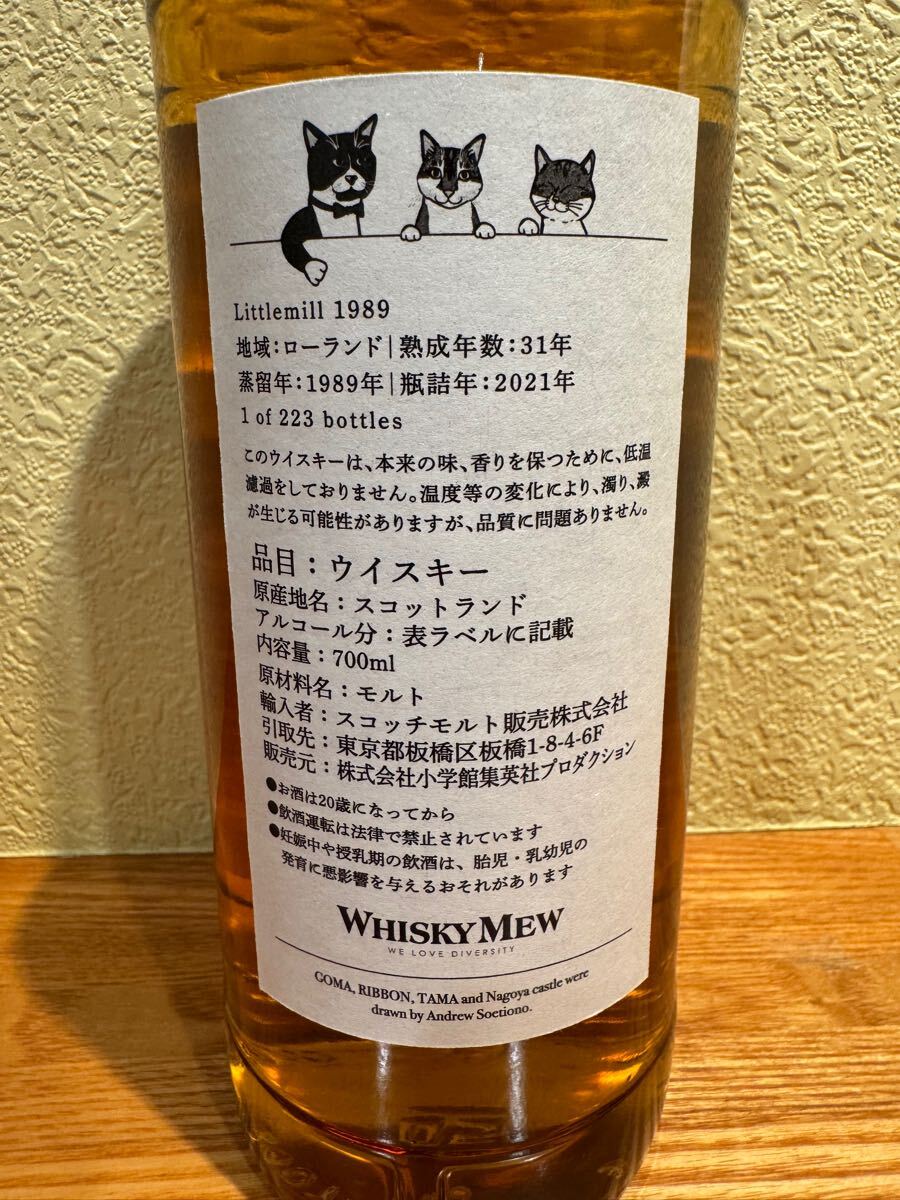 Littlemill 1989
地域：ローランド｜熟成年数：31年
蒸留年：1989年｜瓶詰年：2021年
1 of 223 bottles
このウイスキーは、本来の味、香りを保つために、低温
濾過をしておりません。温度等の変化により、濁り、澱
が生じる可能性がありますが、品質に問題ありません。
品目：ウイスキー
原産地名：スコットランド
アルコール分：表ラベルに記載
内容量：700ml
原材料名：モルト
輸入者：スコッチモルト販売株式会社
引取先：東京都板橋区板橋1-8-4-6F
販売元：株式会社小学館集英社プロダクション
●お酒は20歳になってから
●飲酒運転は法律で禁止されています
●妊娠中や授乳期の飲酒は、胎児・乳幼児の
発育に悪影響を与えるおそれがあります
WHISKY MEW
WE LOVE DIVERSITY
GOMA, RIBBON, TAMA and Nagoya castle were
drawn by Andrew Soetiono.